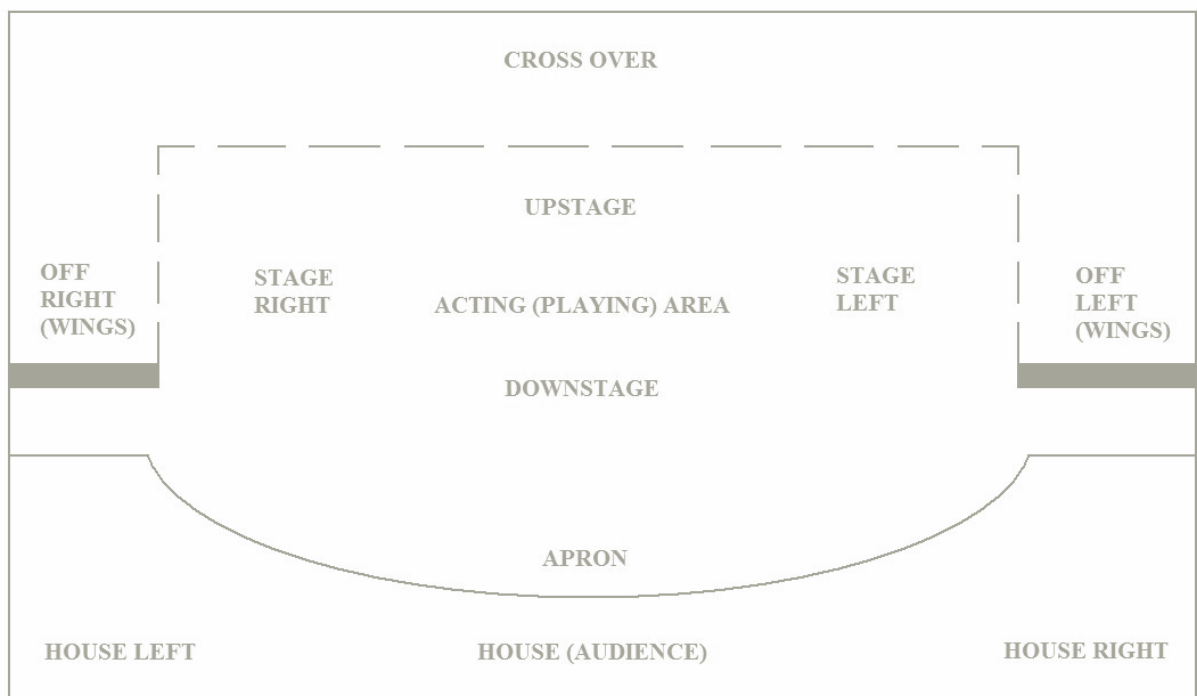 CROSS OVER
UPSTAGE
OFF
RIGHT
(WINGS)
STAGE
RIGHT
ACTING (PLAYING) AREA
STAGE
LEFT
OFF
LEFT
(WINGS)
DOWNSTAGE
APRON
HOUSE LEFT
HOUSE (AUDIENCE)
HOUSE RIGHT